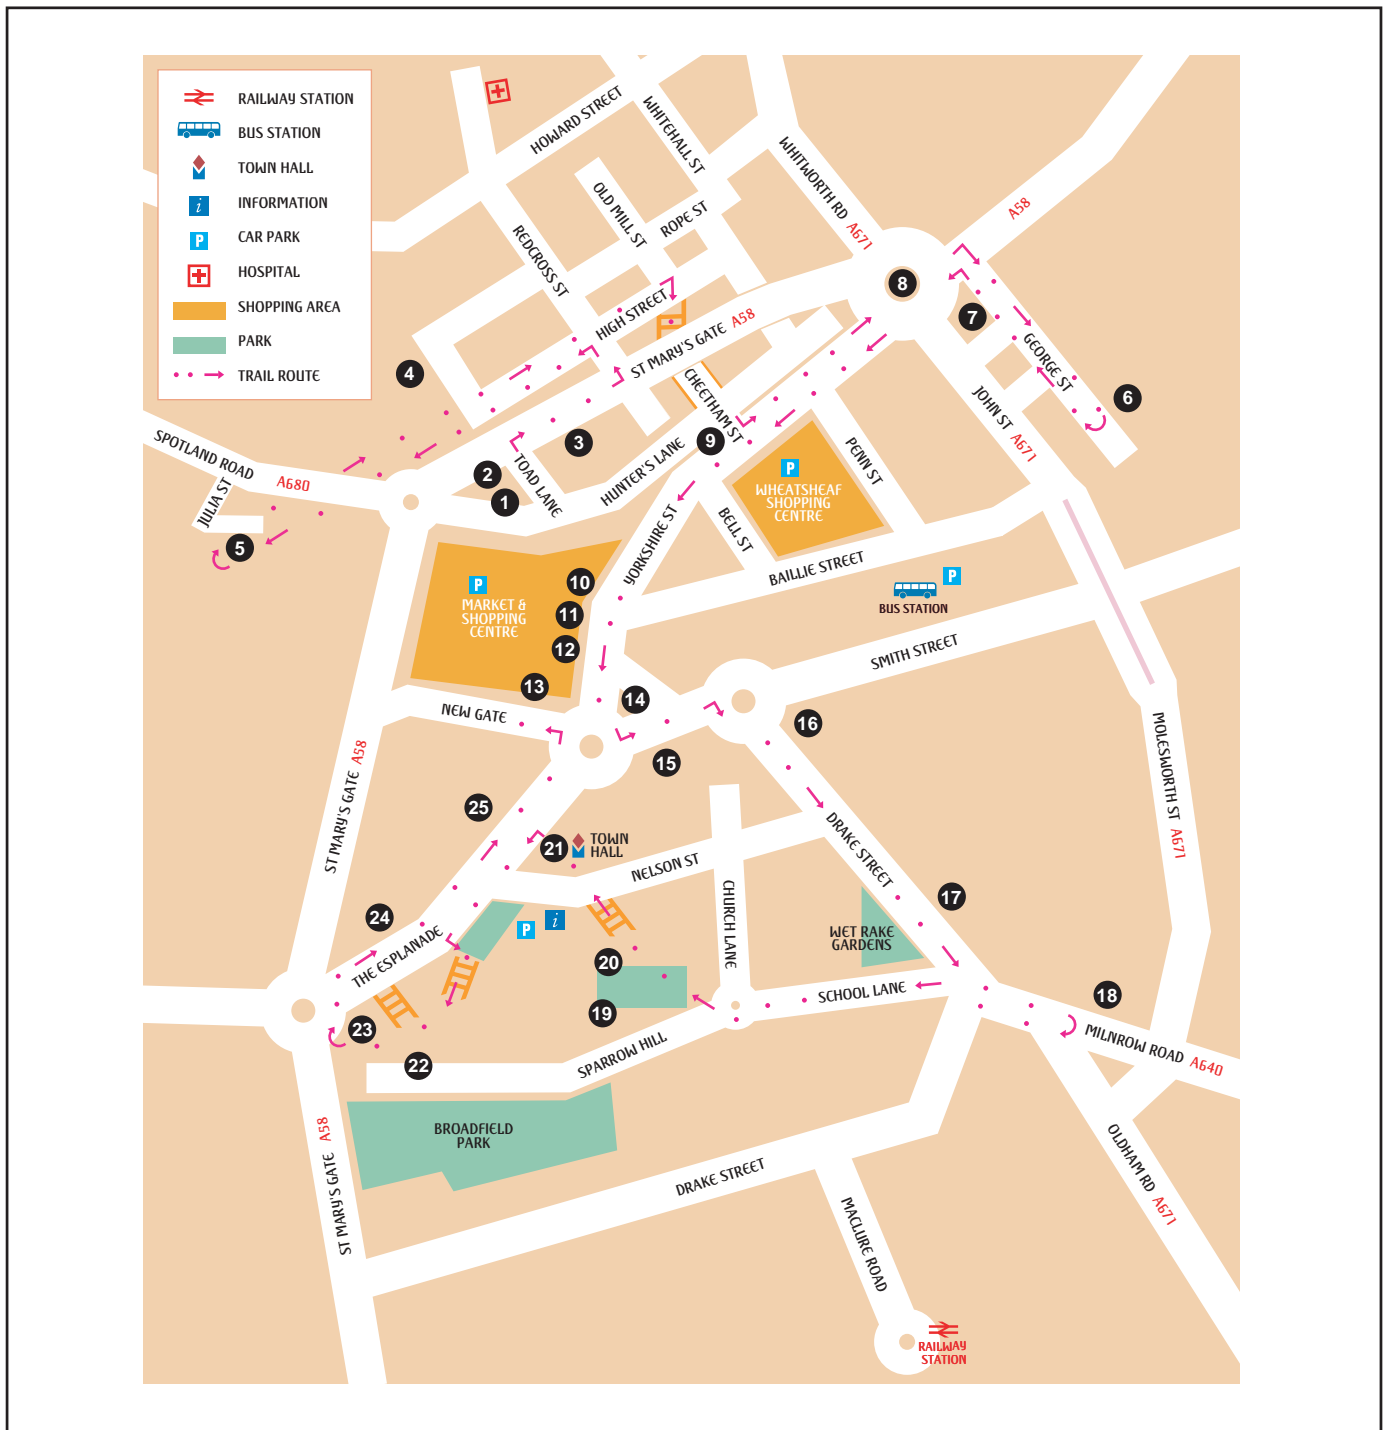 RAILWAY STATION
BUS STATION
TOWN HALL
i
INFORMATION
P
CAR PARK
HOSPITAL
SHOPPING AREA
PARK
TRAIL ROUTE
HOWARD STREET
WHITEHALL ST
WHITWORTH RD A671
A58
OLD MILL ST
ROPE ST
REDCROSS ST
HIGH STREET
8
7
ST MARY'S GATE A58
GEORGE ST
4
CHEETHAM ST
JOHN ST A671
6
SPOTLAND ROAD
A680
3
9
2
TOAD LANE
HUNTER'S LANE
PENN ST
P
WHEATSHEAF
SHOPPING
CENTRE
JULIA ST
1
5
YORKSHIRE ST
BELL ST
BAILLIE STREET
P
MARKET &
SHOPPING
CENTRE
10
11
12
13
P
BUS STATION
SMITH STREET
NEW GATE
14
16
15
MOLESWORTH ST A671
ST MARY'S GATE A58
25
21
TOWN
HALL
DRAKE STREET
NELSON ST
CHURCH LANE
17
24
P
i
WET RAKE
GARDENS
THE ESPLANADE
20
SCHOOL LANE
18
19
23
MILNROW ROAD A640
22
SPARROW HILL
BROADFIELD
PARK
ST MARY'S GATE A58
DRAKE STREET
OLDHAM RD A671
MACLURE ROAD
RAILWAY
STATION